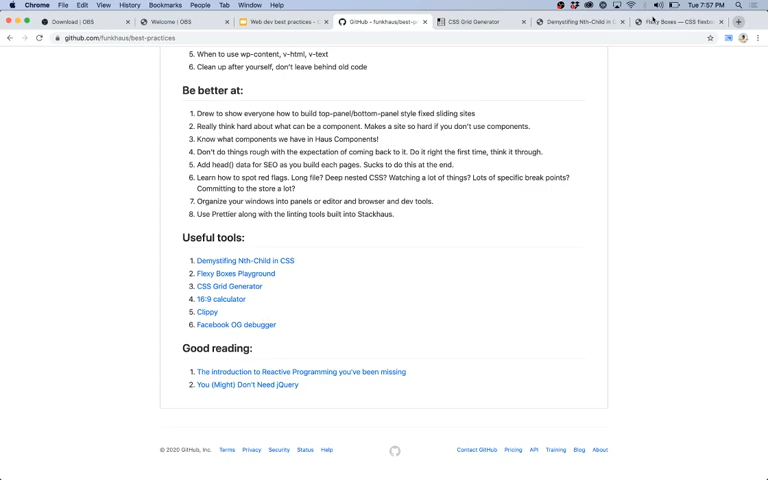 Chrome File Edit View History Bookmarks People Tab Window Help Tue 7:57 PM
Download | OBS
Welcome | OBS
Web dev best practices -
GitHub - funkhaus/best-pr
CSS Grid Generator
Demystifing Nth-Child in C
Flexy Boxes — CSS flexbo
github.com/funkhaus/best-practices
5. When to use wp-content, v-html, v-text
6. Clean up after yourself, don't leave behind old code
Be better at:
1. Drew to show everyone how to build top-panel/bottom-panel style fixed sliding sites
2. Really think hard about what can be a component. Makes a site so hard if you don't use components.
3. Know what components we have in Haus Components!
4. Don't do things rough with the expectation of coming back to it. Do it right the first time, think it through.
5. Add head() data for SEO as you build each pages. Sucks to do this at the end.
6. Learn how to spot red flags. Long file? Deep nested CSS? Watching a lot of things? Lots of specific break points?
Committing to the store a lot?
7. Organize your windows into panels or editor and browser and dev tools.
8. Use Prettier along with the linting tools built into Stackhaus.
Useful tools:
1. Demystifing Nth-Child in CSS
2. Flexy Boxes Playground
3. CSS Grid Generator
4. 16:9 calculator
5. Clippy
6. Facebook OG debugger
Good reading:
1. The introduction to Reactive Programming you've been missing
2. You (Might) Don't Need jQuery
© 2020 GitHub, Inc. Terms Privacy Security Status Help Contact GitHub Pricing API Training Blog About